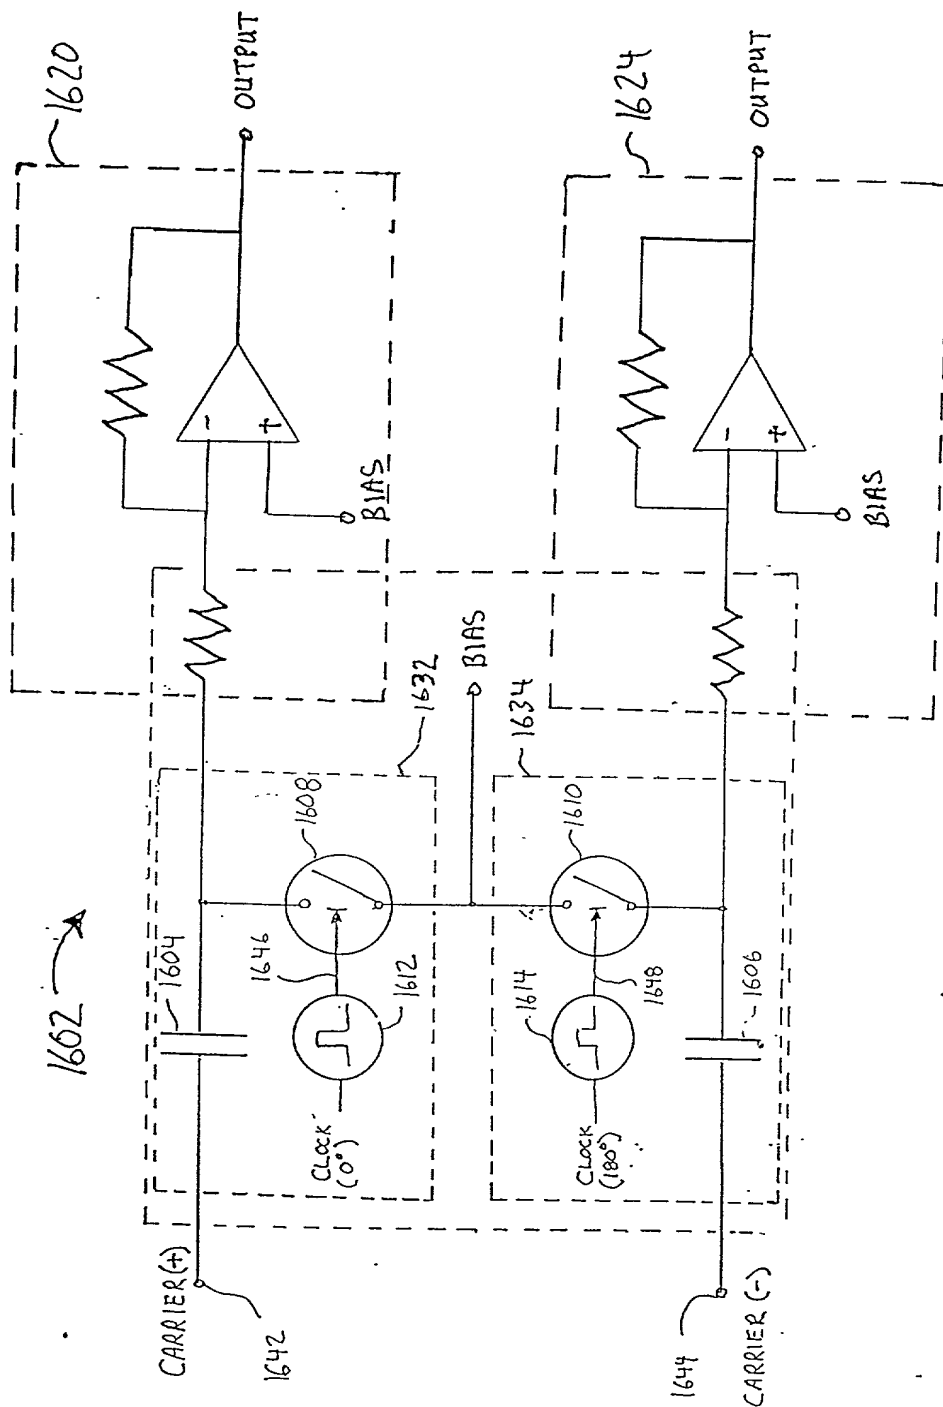 1602
CARRIER (+)
1642
1604
CLOCK
(0°)
1646
1612
1608
1632
BIAS
1620
-
+
BIAS
OUTPUT
1634
CLOCK
(180°)
1614
1648
1610
1606
CARRIER (-)
1644
1624
-
+
BIAS
OUTPUT